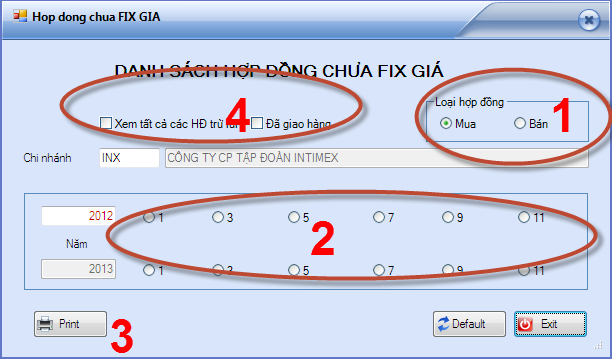 Hop dong chua FIX GIA
DANH SÁCH HỢP ĐỒNG CHƯA FIX GIÁ
Loại hợp đồng
4
1
Xem tất cả các HĐ trừ lùi Đã giao hàng
Mua Bán
Chi nhánh INX CÔNG TY CP TẬP ĐOÀN INTIMEX
2012 1 3 5 7 9 11
Năm
2
2013 1 3 5 7 9 11
Print 3 Default Exit